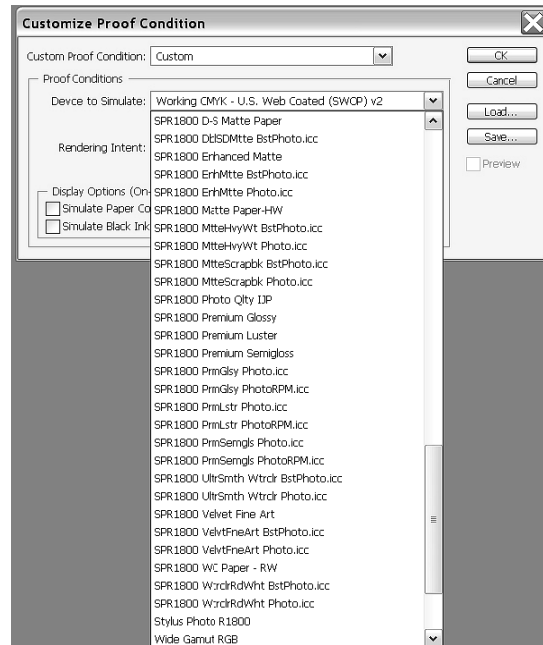 Customize Proof Condition
Custom Proof Condition: Custom
OK
Proof Conditions
Cancel
Device to Simulate: Working CMYK - U.S. Web Coated (SWOP) v2
Load...
SPR1800 D-S Matte Paper
SPR1800 DblSDMtte BstPhoto.icc
Save...
Rendering Intent:
SPR1800 Enhanced Matte
Preview
SPR1800 EnhMtte BstPhoto.icc
SPR1800 EnhMtte Photo.icc
Display Options (On-
Simulate Paper Co
SPR1800 Matte Paper-HW
Simulate Black Ink
SPR1800 MtteHvyWt BstPhoto.icc
SPR1800 MtteHvyWt Photo.icc
SPR1800 MtteScrapbk BstPhoto.icc
SPR1800 MtteScrapbk Photo.icc
SPR1800 Photo Qlty IJP
SPR1800 Premium Glossy
SPR1800 Premium Luster
SPR1800 Premium Semigloss
SPR1800 PrmGlsy Photo.icc
SPR1800 PrmGlsy PhotoRPM.icc
SPR1800 PrmLstr Photo.icc
SPR1800 PrmLstr PhotoRPM.icc
SPR1800 PrmSemgls Photo.icc
SPR1800 PrmSemgls PhotoRPM.icc
SPR1800 UltrSmth Wtrclr BstPhoto.icc
SPR1800 UltrSmth Wtrclr Photo.icc
SPR1800 Velvet Fine Art
SPR1800 VelvtFneArt BstPhoto.icc
SPR1800 VelvtFneArt Photo.icc
SPR1800 WC Paper - RW
SPR1800 WtrclrRdWht BstPhoto.icc
SPR1800 WtrclrRdWht Photo.icc
Stylus Photo R1800
Wide Gamut RGB